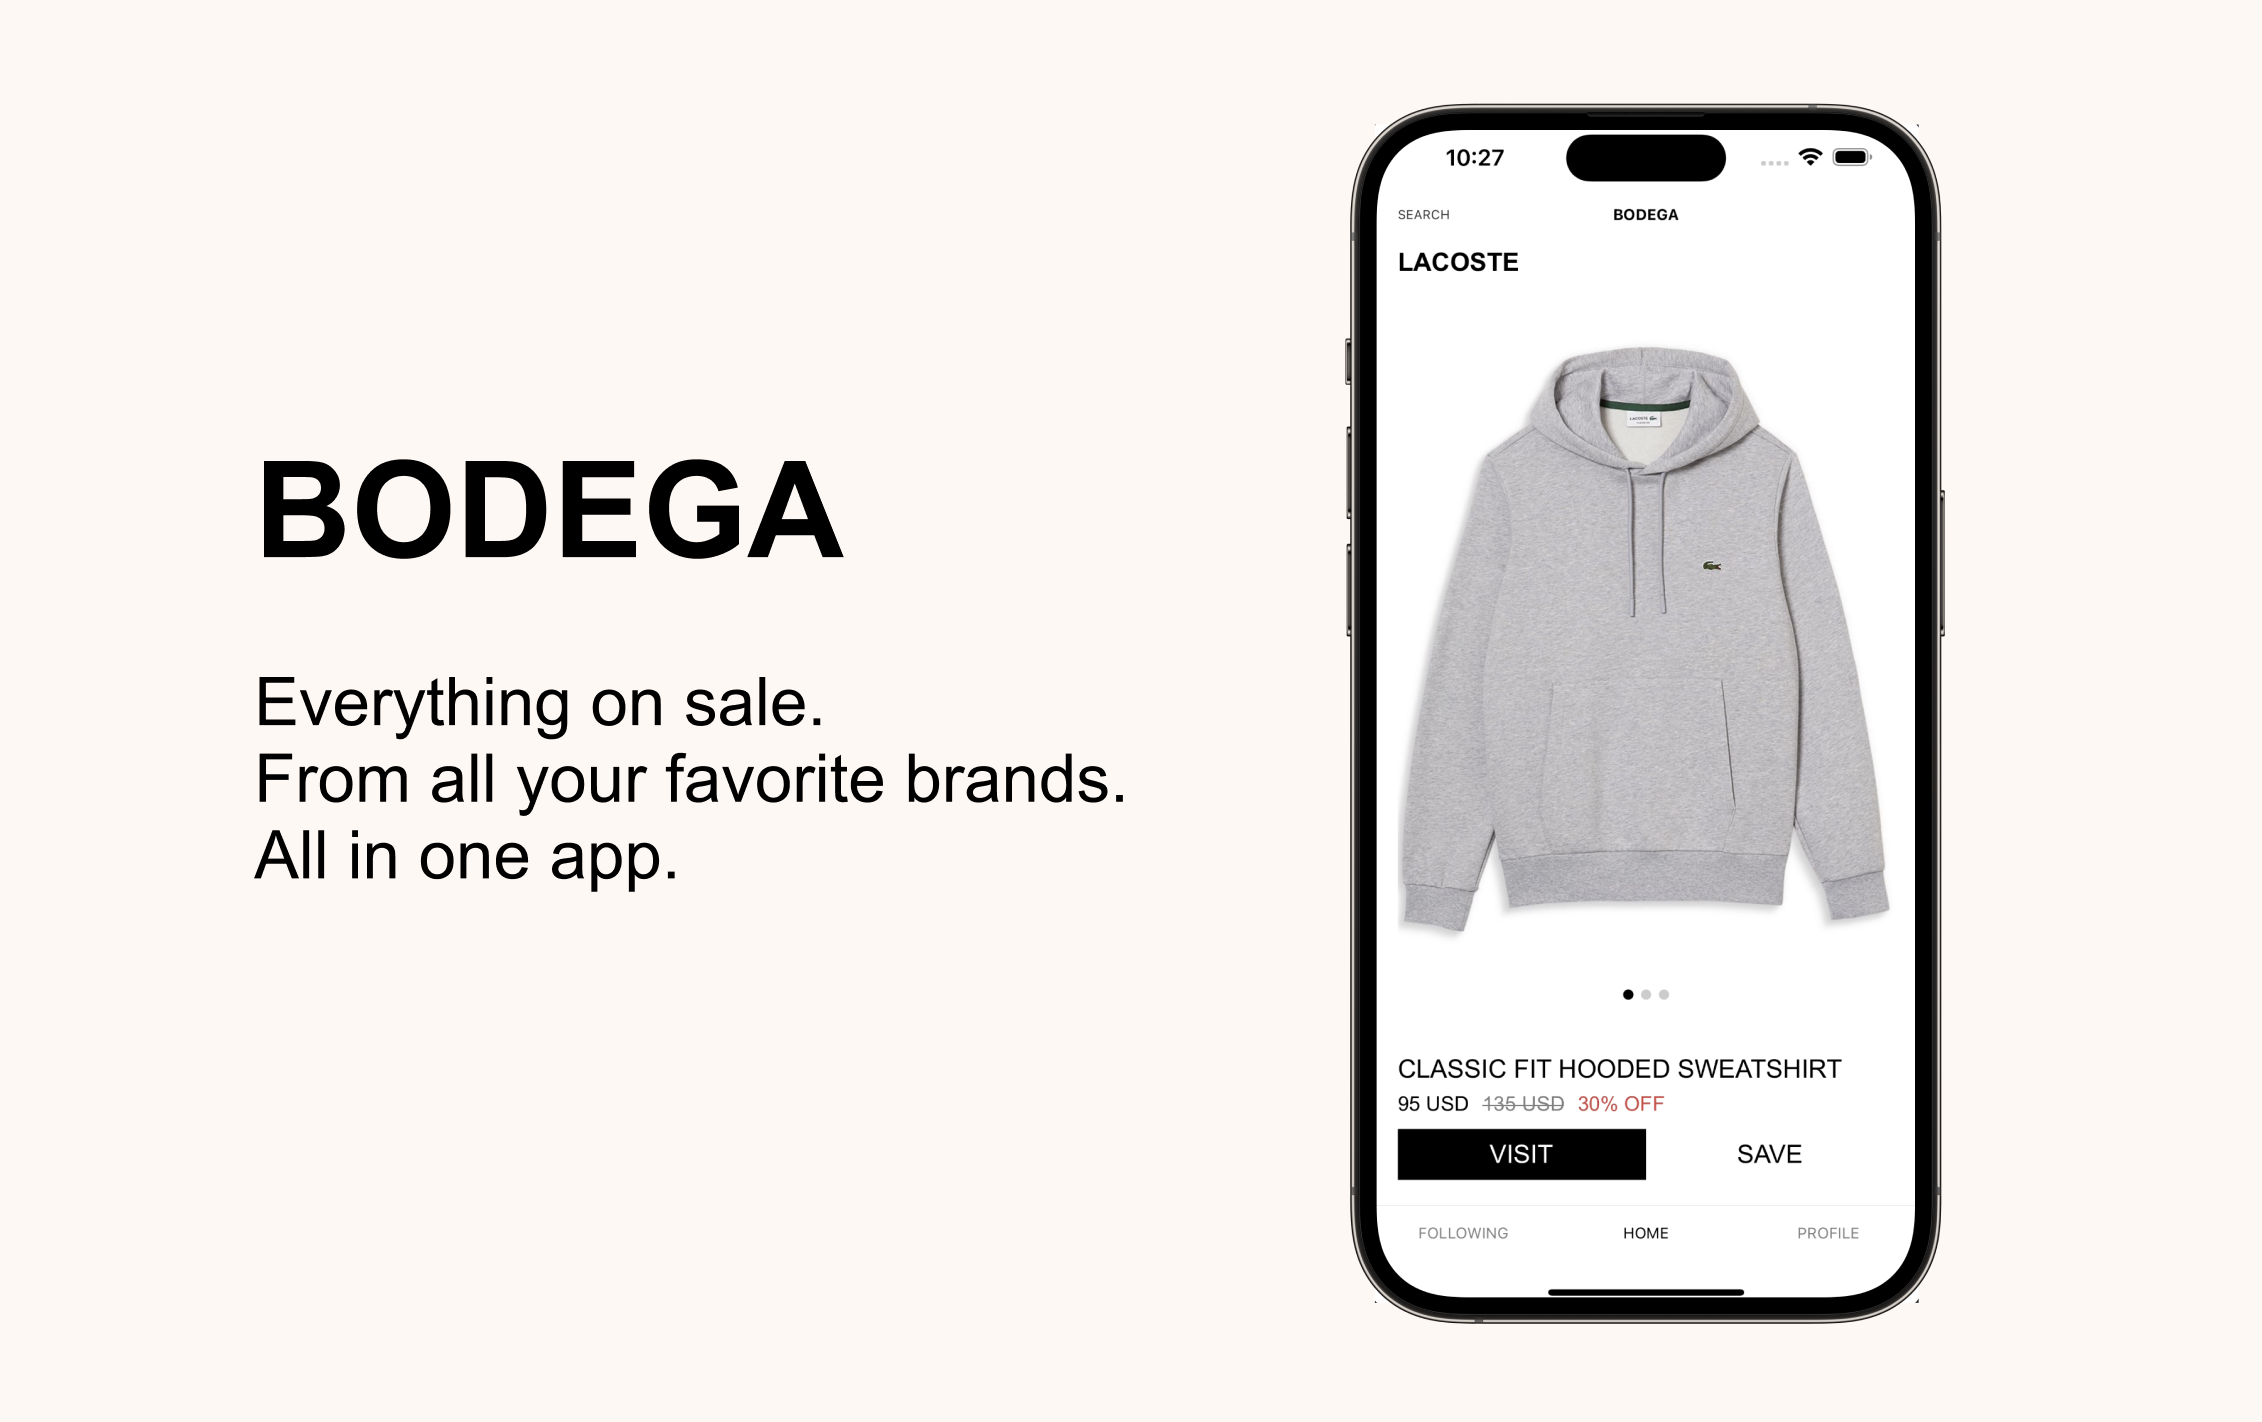 BODEGA
Everything on sale.
From all your favorite brands.
All in one app.
10:27
SEARCH BODEGA
LACOSTE
LACOSTE
CLASSIC FIT HOODED SWEATSHIRT
95 USD 135 USD 30% OFF
VISIT SAVE
FOLLOWING HOME PROFILE